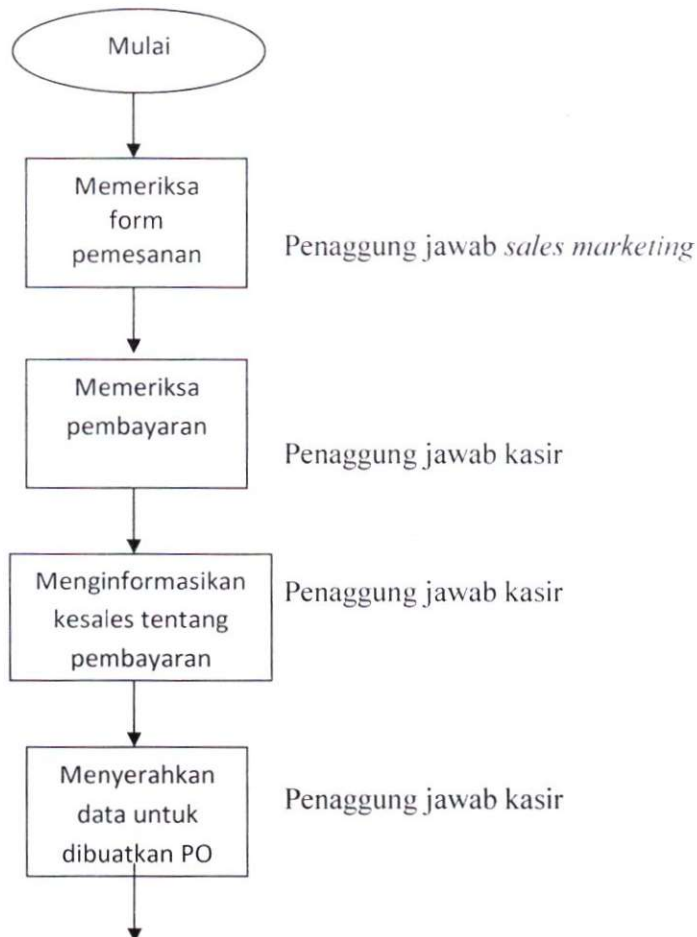 Mulai
Memeriksa
form
pemesanan
Penaggung jawab sales marketing
Memeriksa
pembayaran
Penaggung jawab kasir
Menginformasikan
kesales tentang
pembayaran
Penaggung jawab kasir
Menyerahkan
data untuk
dibuatkan PO
Penaggung jawab kasir